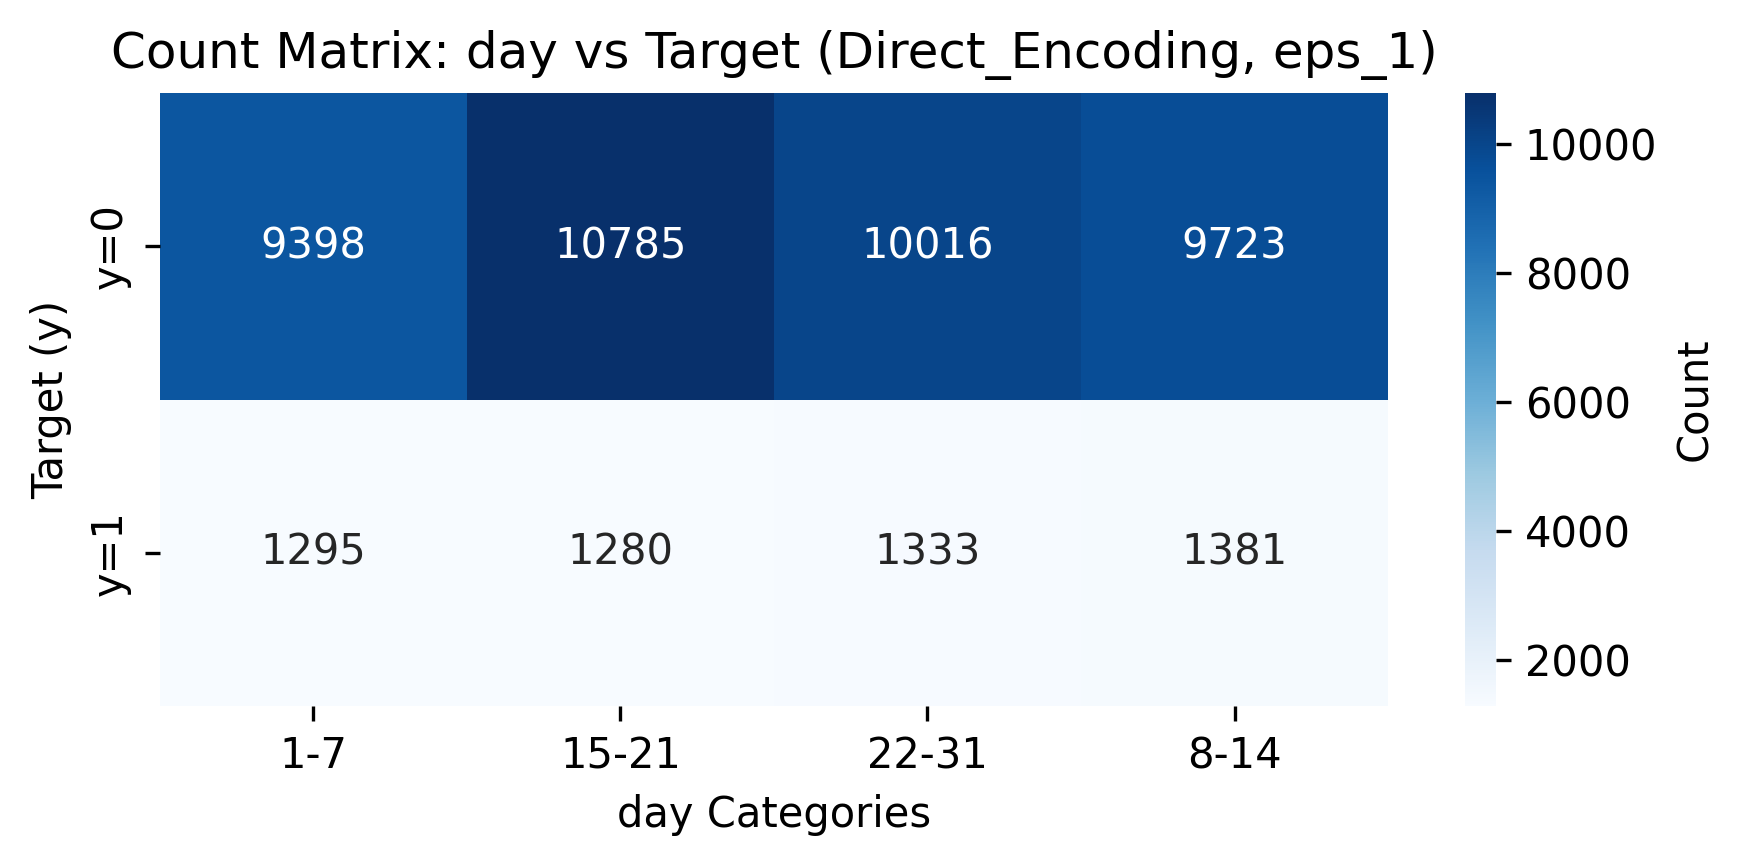 Count Matrix: day vs Target (Direct_Encoding, eps_1)
Target (y)
y=0
9398 10785 10016 9723
y=1
1295 1280 1333 1381
1-7 15-21 22-31 8-14
day Categories
10000
8000
6000
4000
2000
Count